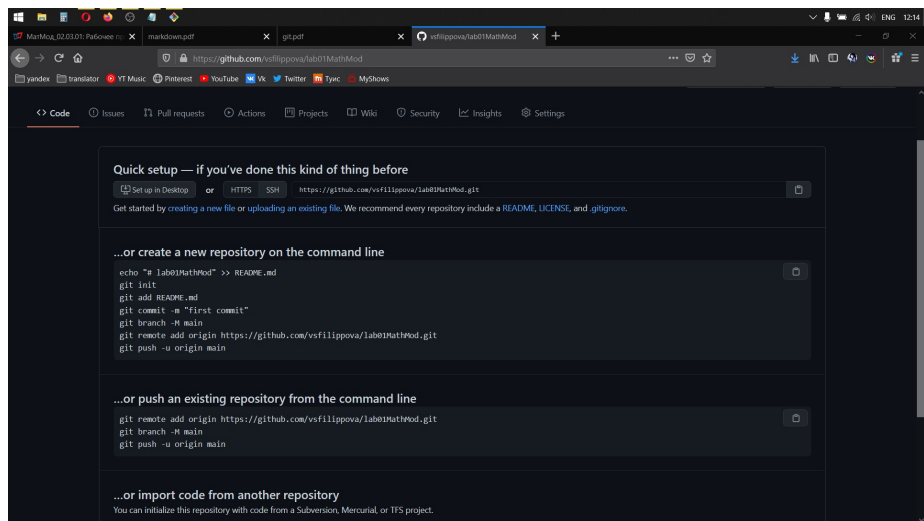 ENG 12:14
МатМод_02.03.01: Рабочее пр
markdown.pdf
git.pdf
vsfilippova/lab01MathMod
https://github.com/vsfilippova/lab01MathMod
yandex translator YT Music Pinterest YouTube Vk Twitter Туис MyShows
Code Issues Pull requests Actions Projects Wiki Security Insights Settings
Quick setup — if you've done this kind of thing before
Set up in Desktop or HTTPS SSH https://github.com/vsfilippova/lab01MathMod.git
Get started by creating a new file or uploading an existing file. We recommend every repository include a README, LICENSE, and .gitignore.
...or create a new repository on the command line
echo "# lab01MathMod" >> README.md
git init
git add README.md
git commit -m "first commit"
git branch -M main
git remote add origin https://github.com/vsfilippova/lab01MathMod.git
git push -u origin main
...or push an existing repository from the command line
git remote add origin https://github.com/vsfilippova/lab01MathMod.git
git branch -M main
git push -u origin main
...or import code from another repository
You can initialize this repository with code from a Subversion, Mercurial, or TFS project.